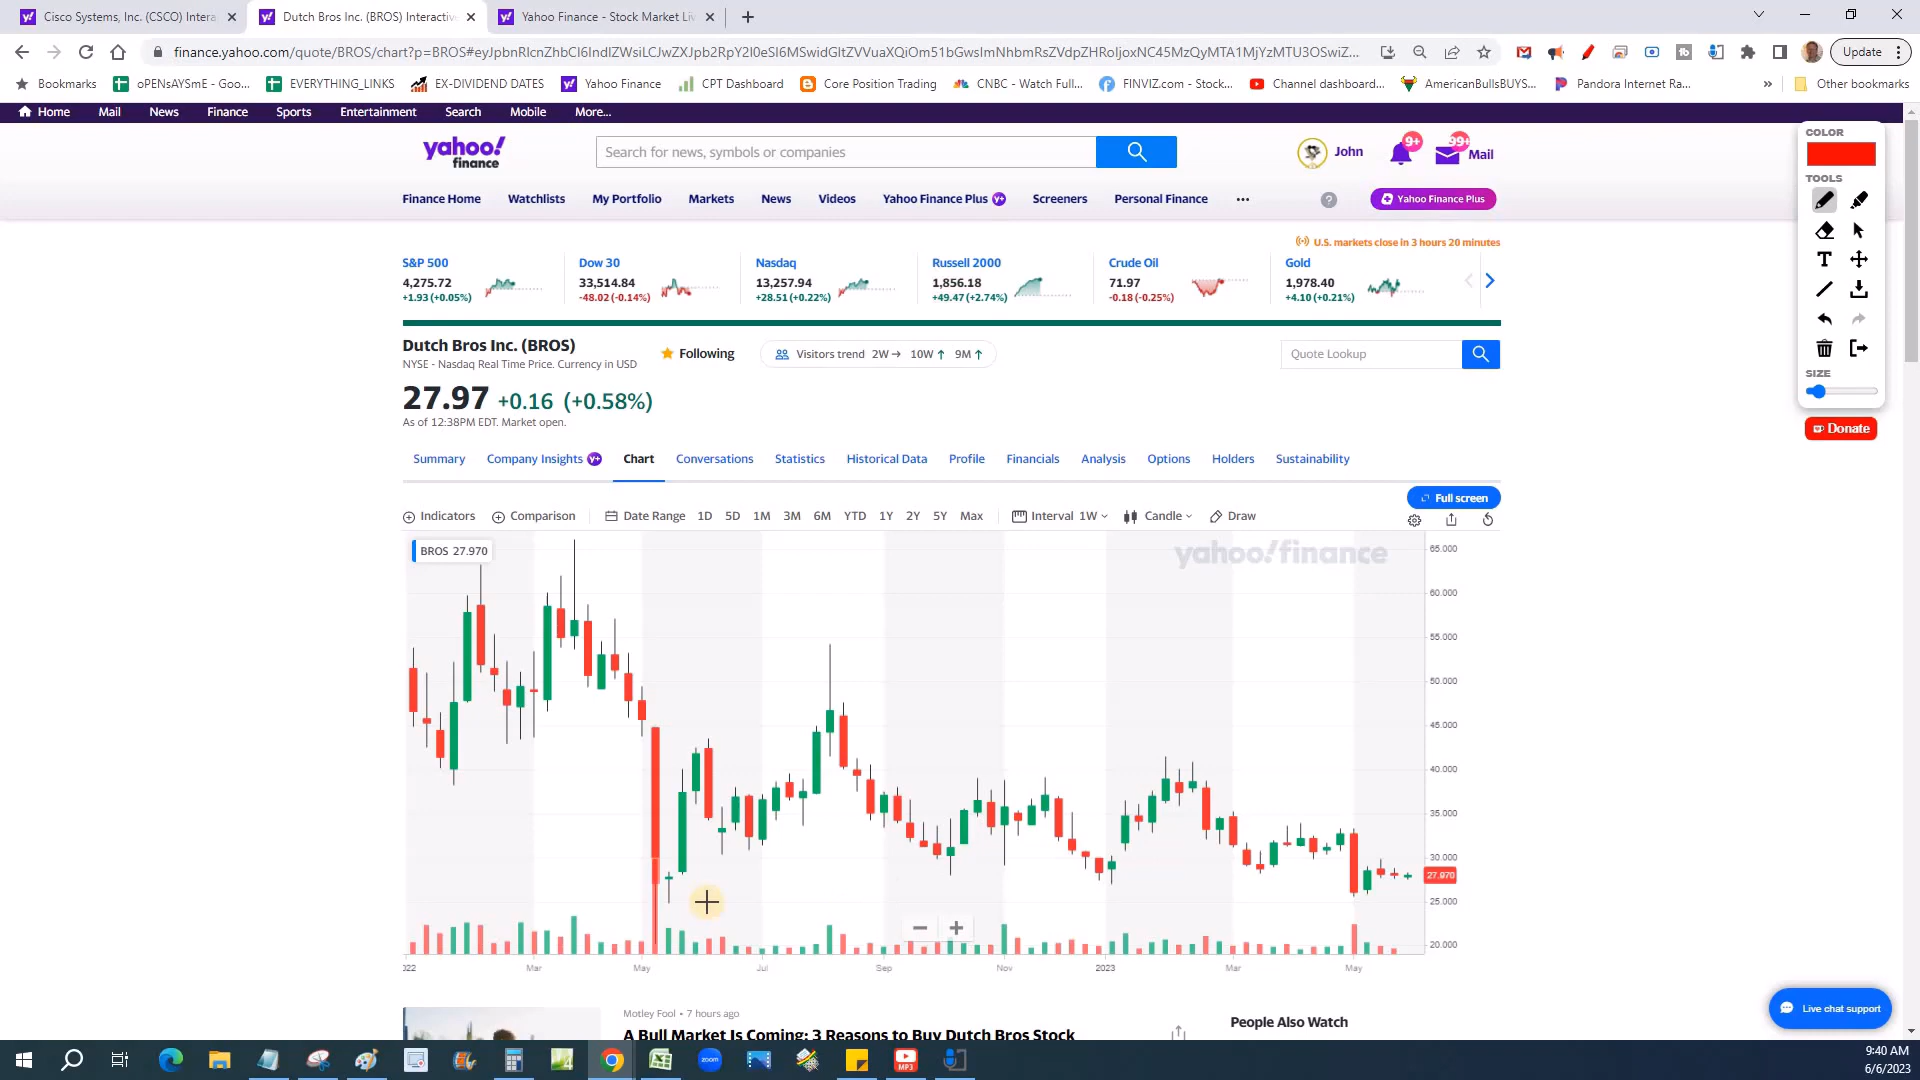 Cisco Systems, Inc. (CSCO) Intera
Dutch Bros Inc. (BROS) Interactive
Yahoo Finance - Stock Market Liv
finance.yahoo.com/quote/BROS/chart?p=BROS#
Update
Bookmarks
oPENsAYSmE - Goo...
EVERYTHING_LINKS
EX-DIVIDEND DATES
Yahoo Finance
CPT Dashboard
Core Position Trading
CNBC - Watch Full...
FINVIZ.com - Stock...
Channel dashboard...
AmericanBullsBUYS...
Pandora Internet Ra...
»
Other bookmarks
Home Mail News Finance Sports Entertainment Search Mobile More...
yahoo!
finance
Search for news, symbols or companies
John
9+
99+
Mail
Finance Home Watchlists My Portfolio Markets News Videos Yahoo Finance Plus Screeners Personal Finance ...
?
Yahoo Finance Plus
U.S. markets close in 3 hours 20 minutes
S&P 500
4,275.72
+1.93 (+0.05%)
Dow 30
33,514.84
-48.02 (-0.14%)
Nasdaq
13,257.94
+28.51 (+0.22%)
Russell 2000
1,856.18
+49.47 (+2.74%)
Crude Oil
71.97
-0.18 (-0.25%)
Gold
1,978.40
+4.10 (+0.21%)
Dutch Bros Inc. (BROS)
NYSE - Nasdaq Real Time Price. Currency in USD
Following
Visitors trend 2W→ 10W↑ 9M↑
Quote Lookup
27.97 +0.16 (+0.58%)
As of 12:38PM EDT. Market open.
Summary Company Insights Chart Conversations Statistics Historical Data Profile Financials Analysis Options Holders Sustainability
Full screen
Indicators Comparison Date Range 1D 5D 1M 3M 6M YTD 1Y 2Y 5Y Max Interval 1W Candle Draw
BROS 27.970
yahoo!finance
65.000
60.000
55.000
50.000
45.000
40.000
35.000
30.000
27.970
25.000
20.000
022 Mar May Jul Sep Nov 2023 Mar May
Motley Fool • 7 hours ago
A Bull Market Is Coming: 3 Reasons to Buy Dutch Bros Stock
People Also Watch
COLOR
TOOLS
T
SIZE
Donate
Live chat support
zoom
MP3
9:40 AM
6/6/2023